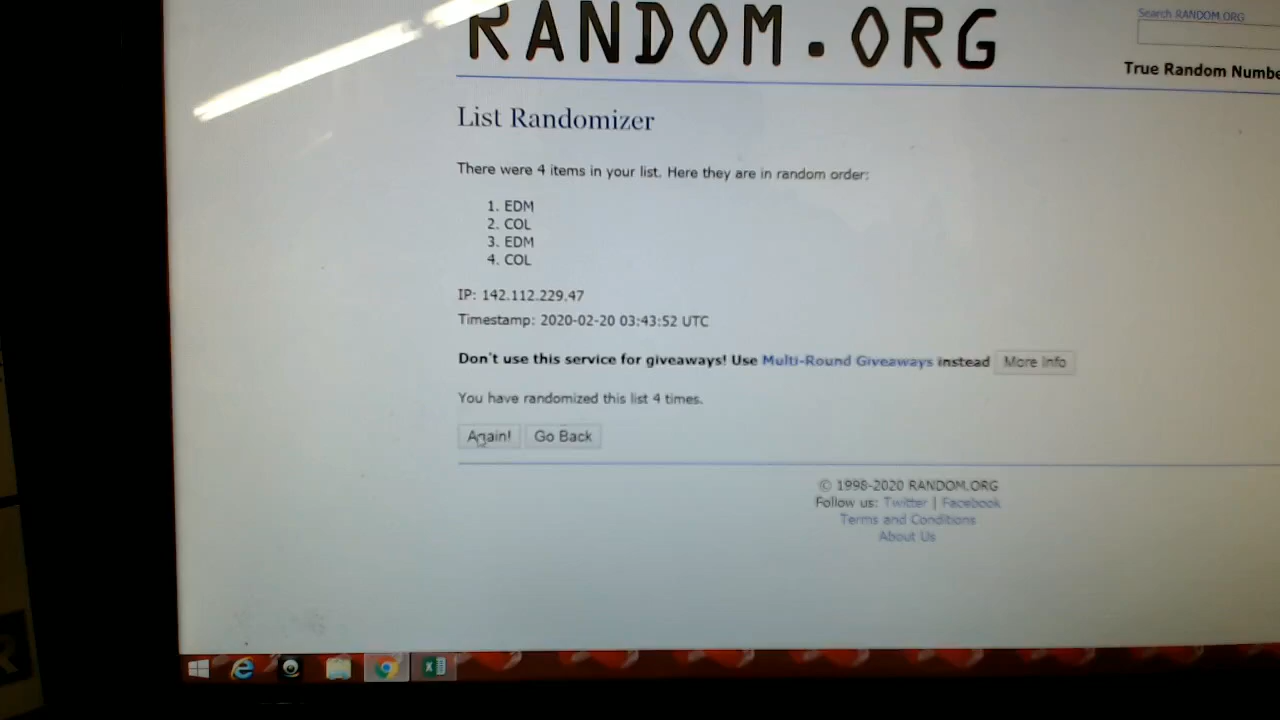 RANDOM.ORG
Search RANDOM.ORG
True Random Numbe
List Randomizer
There were 4 items in your list. Here they are in random order:
1. EDM
2. COL
3. EDM
4. COL
IP: 142.112.229.47
Timestamp: 2020-02-20 03:43:52 UTC
Don't use this service for giveaways! Use Multi-Round Giveaways instead More Info
You have randomized this list 4 times.
Again! Go Back
© 1998-2020 RANDOM.ORG
Follow us: Twitter | Facebook
Terms and Conditions
About Us